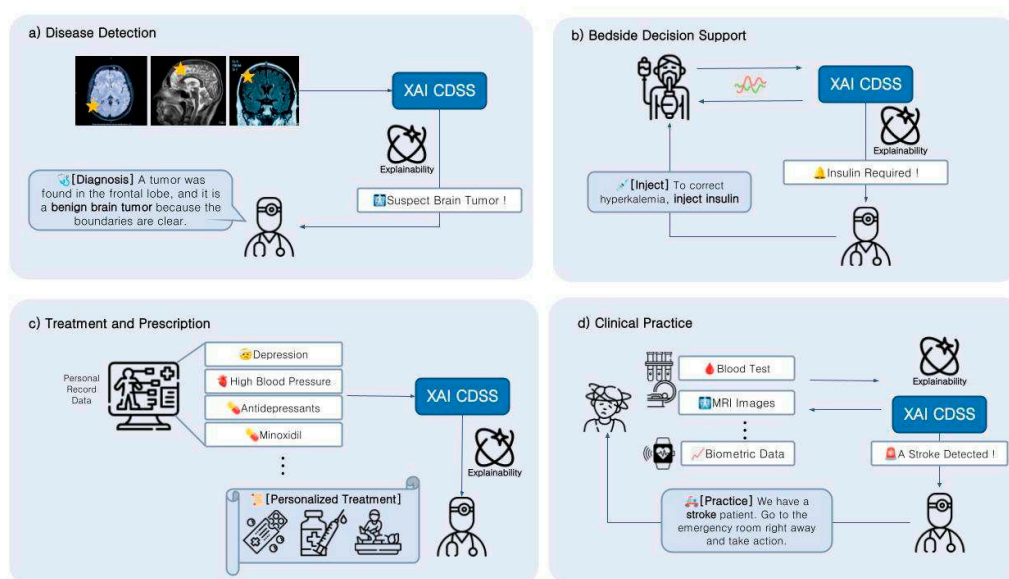 a) Disease Detection
XAI CDSS
Explainability
[Diagnosis] A tumor was
found in the frontal lobe, and it is
a benign brain tumor because the
boundaries are clear.
Suspect Brain Tumor !
b) Bedside Decision Support
XAI CDSS
Explainability
Insulin Required !
[Inject] To correct
hyperkalemia, inject insulin
c) Treatment and Prescription
Personal
Record
Data
Depression
High Blood Pressure
Antidepressants
Minoxidil
XAI CDSS
Explainability
[Personalized Treatment]
d) Clinical Practice
Blood Test
MRI Images
Biometric Data
Explainability
XAI CDSS
A Stroke Detected !
[Practice] We have a
stroke patient. Go to the
emergency room right away
and take action.